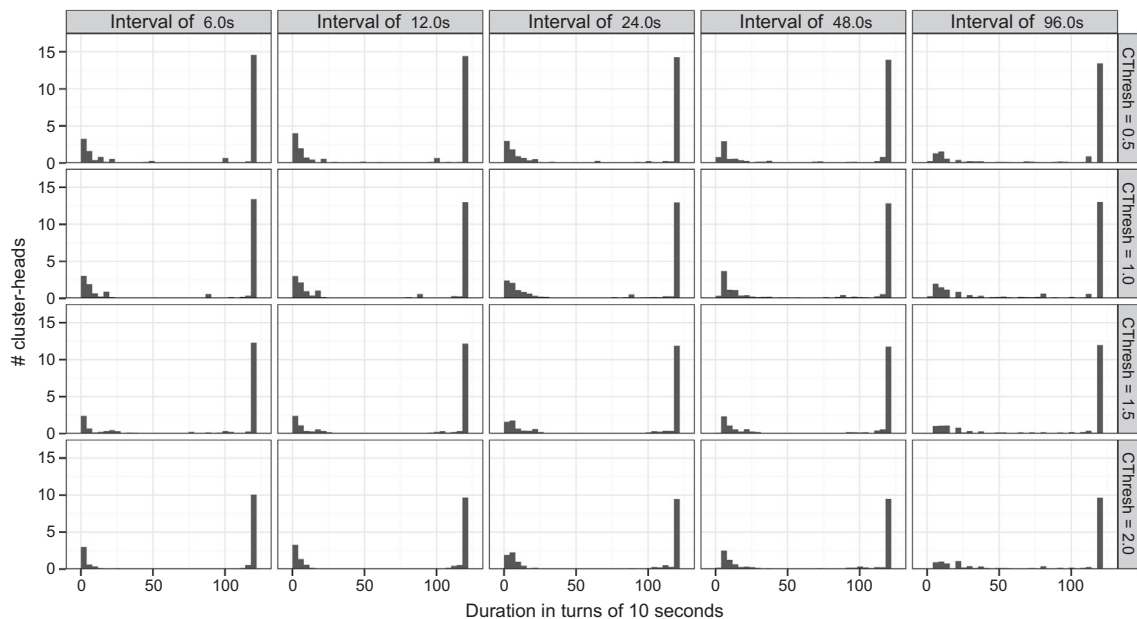 Interval of 6.0s Interval of 12.0s Interval of 24.0s Interval of 48.0s Interval of 96.0s
# cluster-heads
15
10
5
0
CThresh = 0.5
15
10
5
0
CThresh = 1.0
15
10
5
0
CThresh = 1.5
15
10
5
0
CThresh = 2.0
0 50 100 0 50 100 0 50 100 0 50 100 0 50 100
Duration in turns of 10 seconds